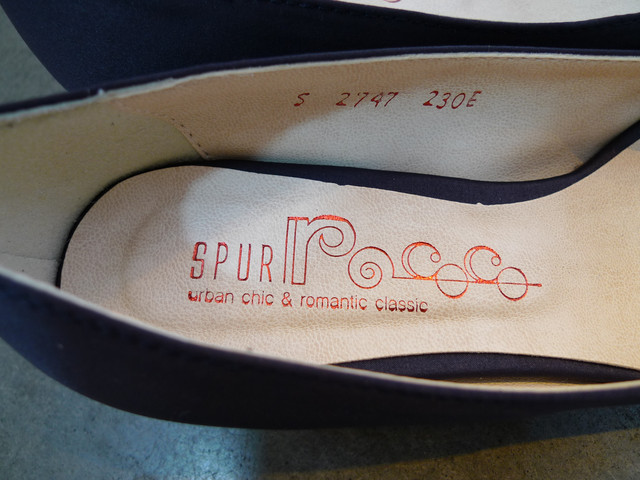 S 2747 230E
SPUR rococo
urban chic & romantic classic